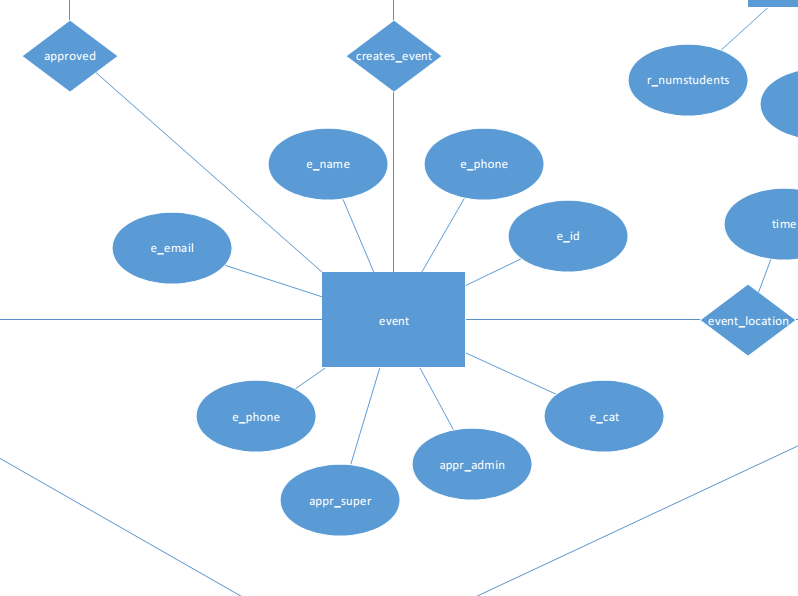 approved
creates_event
r_numstudents
e_name
e_phone
e_email
e_id
time
event
event_location
e_phone
e_cat
appr_admin
appr_super